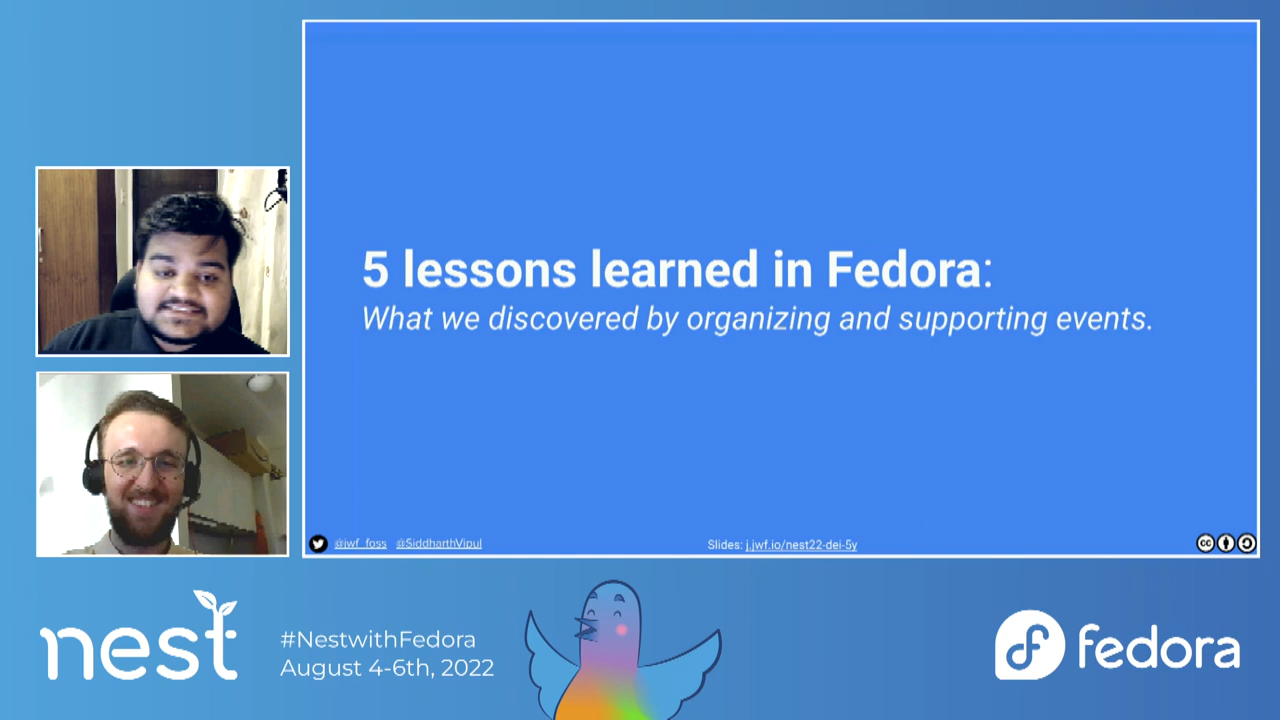 5 lessons learned in Fedora:
What we discovered by organizing and supporting events.
@jwf_foss @SiddharthVipul
Slides: j.jwf.io/nest22-dei-5y
cc
nest
#NestwithFedora
August 4-6th, 2022
fedora